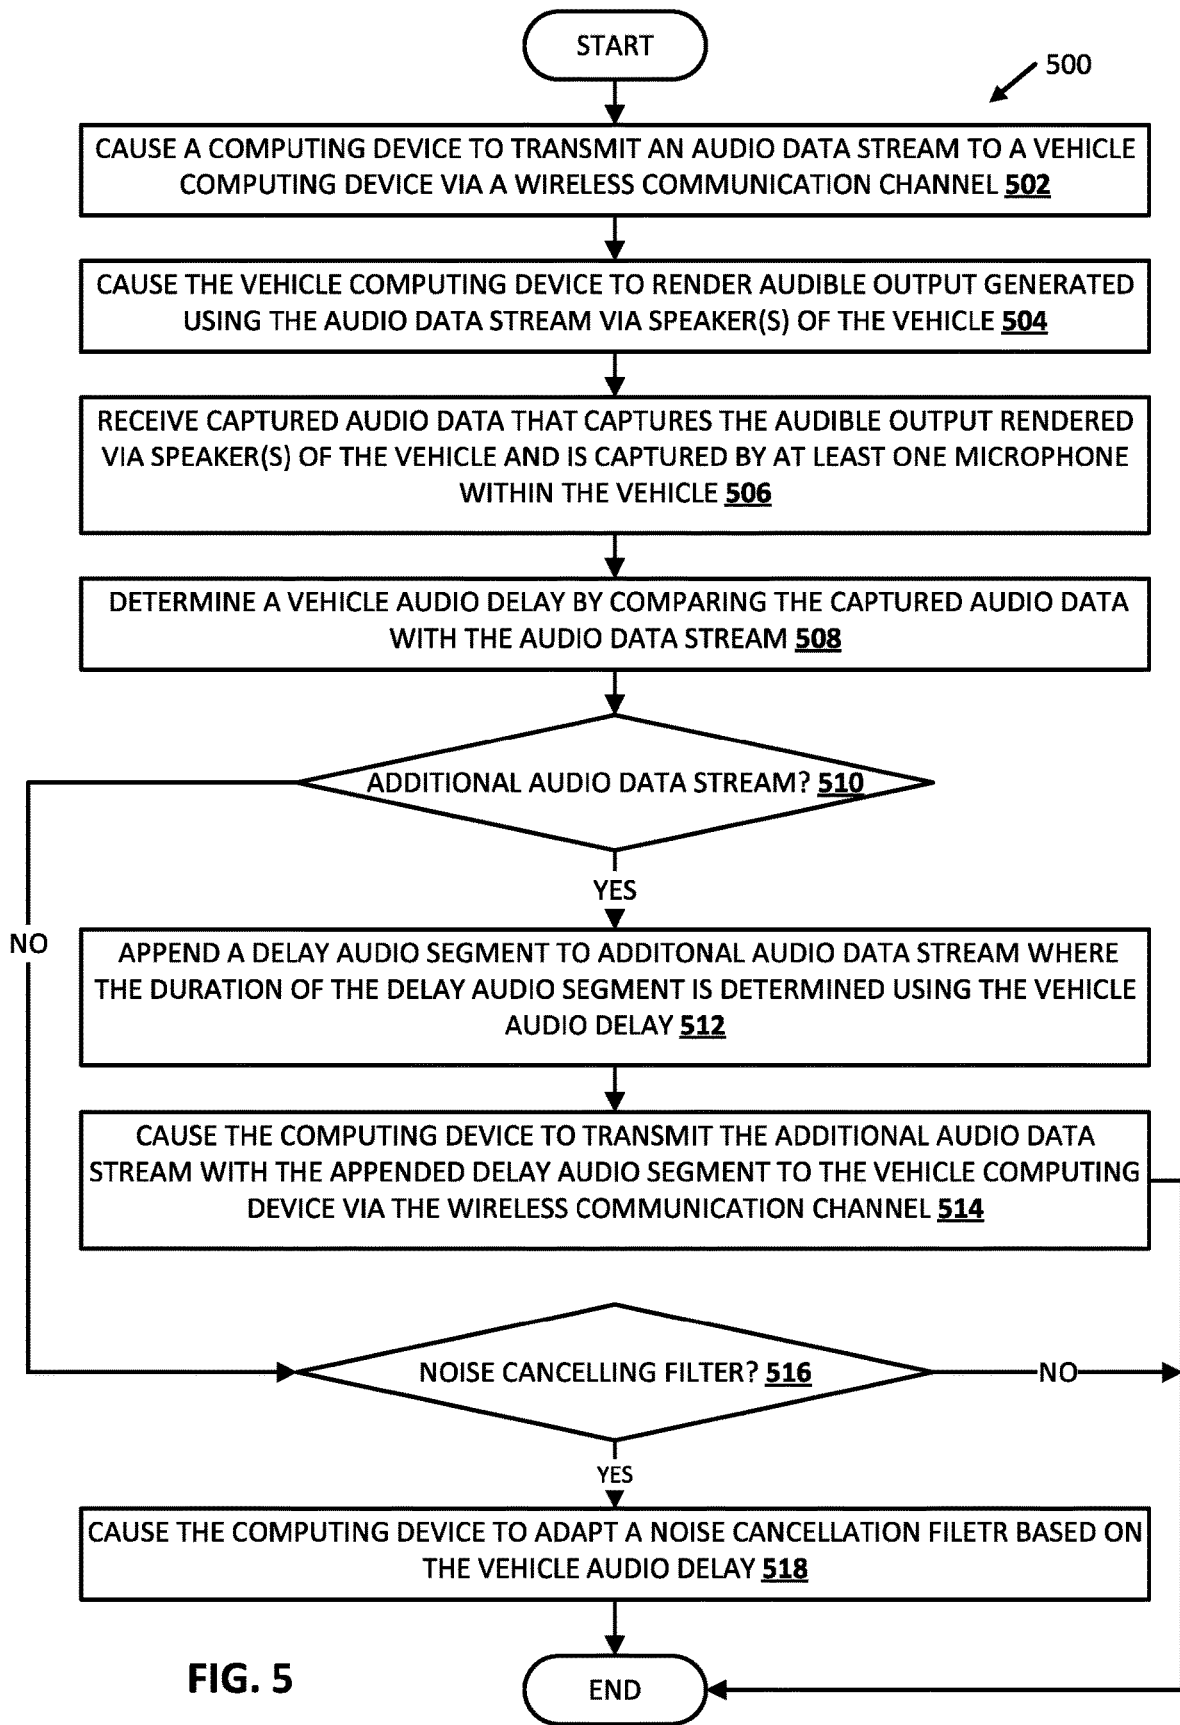 START
500
CAUSE A COMPUTING DEVICE TO TRANSMIT AN AUDIO DATA STREAM TO A VEHICLE
COMPUTING DEVICE VIA A WIRELESS COMMUNICATION CHANNEL 502
CAUSE THE VEHICLE COMPUTING DEVICE TO RENDER AUDIBLE OUTPUT GENERATED
USING THE AUDIO DATA STREAM VIA SPEAKER(S) OF THE VEHICLE 504
RECEIVE CAPTURED AUDIO DATA THAT CAPTURES THE AUDIBLE OUTPUT RENDERED
VIA SPEAKER(S) OF THE VEHICLE AND IS CAPTURED BY AT LEAST ONE MICROPHONE
WITHIN THE VEHICLE 506
DETERMINE A VEHICLE AUDIO DELAY BY COMPARING THE CAPTURED AUDIO DATA
WITH THE AUDIO DATA STREAM 508
ADDITIONAL AUDIO DATA STREAM? 510
YES
NO
APPEND A DELAY AUDIO SEGMENT TO ADDITONAL AUDIO DATA STREAM WHERE
THE DURATION OF THE DELAY AUDIO SEGMENT IS DETERMINED USING THE VEHICLE
AUDIO DELAY 512
CAUSE THE COMPUTING DEVICE TO TRANSMIT THE ADDITIONAL AUDIO DATA
STREAM WITH THE APPENDED DELAY AUDIO SEGMENT TO THE VEHICLE COMPUTING
DEVICE VIA THE WIRELESS COMMUNICATION CHANNEL 514
NOISE CANCELLING FILTER? 516
NO
YES
CAUSE THE COMPUTING DEVICE TO ADAPT A NOISE CANCELLATION FILETR BASED ON
THE VEHICLE AUDIO DELAY 518
FIG. 5
END